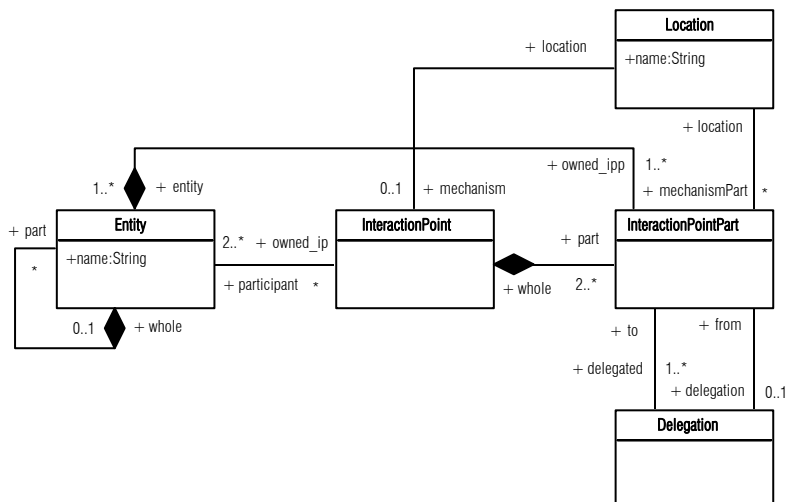 Location
+ location
+name:String
+ location
+ owned_ipp 1..*
1..* + entity 0..1 + mechanism + mechanismPart *
+ part Entity InteractionPoint InteractionPointPart
2..* + owned_ip + part
* +name:String
+ participant * + whole 2..*
0..1 + whole + to + from
+ delegated 1..*
+ delegation 0..1
Delegation